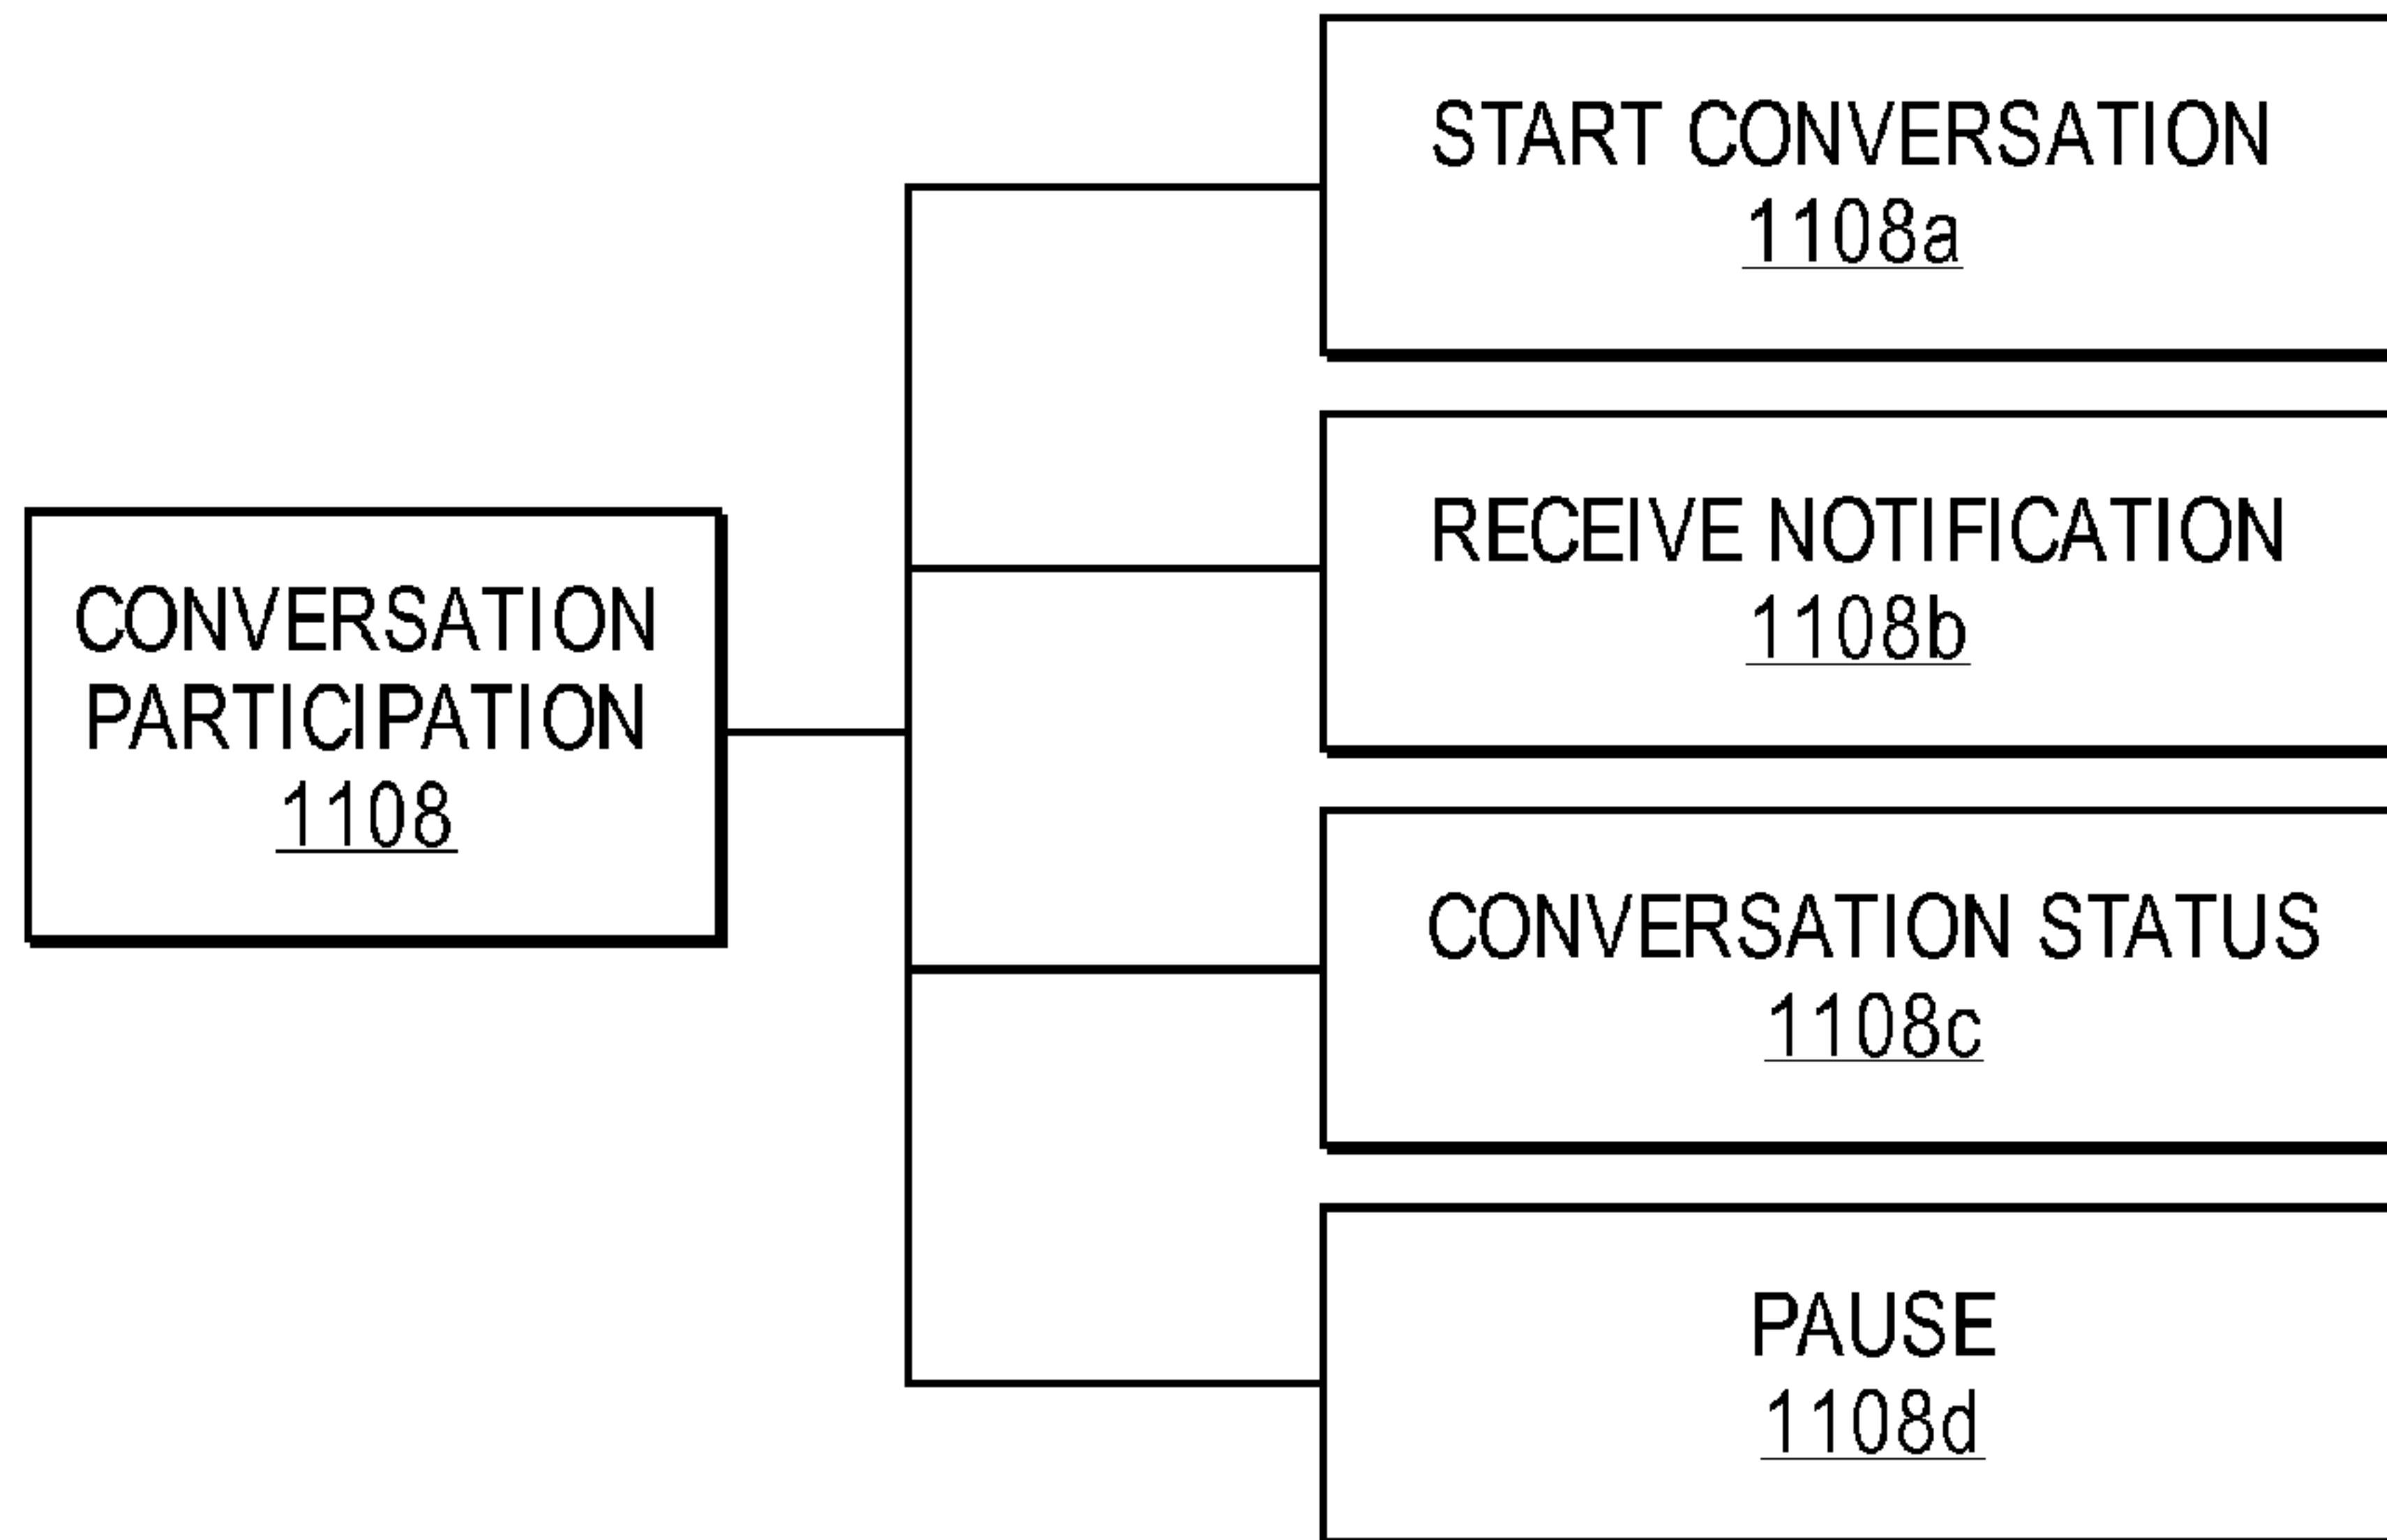 START CONVERSATION
1108a
RECEIVE NOTIFICATION
1108b
CONVERSATION
PARTICIPATION
1108
CONVERSATION STATUS
1108c
PAUSE
1108d